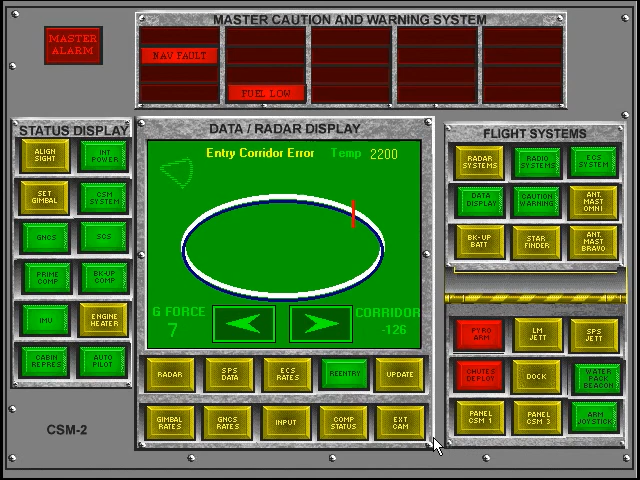 MASTER CAUTION AND WARNING SYSTEM
MASTER
ALARM
NAV FAULT
FUEL LOW
STATUS DISPLAY
ALIGN
SIGHT
INT
POWER
SET
GIMBAL
CSM
SYSTEM
GNCS
SCS
PRIME
COMP
BK-UP
COMP
IMU
ENGINE
HEATER
CABIN
REPRES
AUTO
PILOT
CSM-2
DATA / RADAR DISPLAY
Entry Corridor Error Temp 2200
G FORCE
7
CORRIDOR
-126
RADAR
SPS
DATA
ECS
RATES
REENTRY
UPDATE
GIMBAL
RATES
GNCS
RATES
INPUT
COMP
STATUS
EXT
CAM
FLIGHT SYSTEMS
RADAR
SYSTEMS
RADIO
SYSTEMS
ECS
SYSTEM
DATA
DISPLAY
CAUTION
WARNING
ANT.
MAST
OMNI
BK-UP
BATT
STAR
FINDER
ANT.
MAST
BRAVO
PYRO
ARM
LM
JETT
SPS
JETT
CHUTES
DEPLOY
DOCK
WATER
PACK
BEACON
PANEL
CSM 1
PANEL
CSM 3
ARM
JOYSTICK